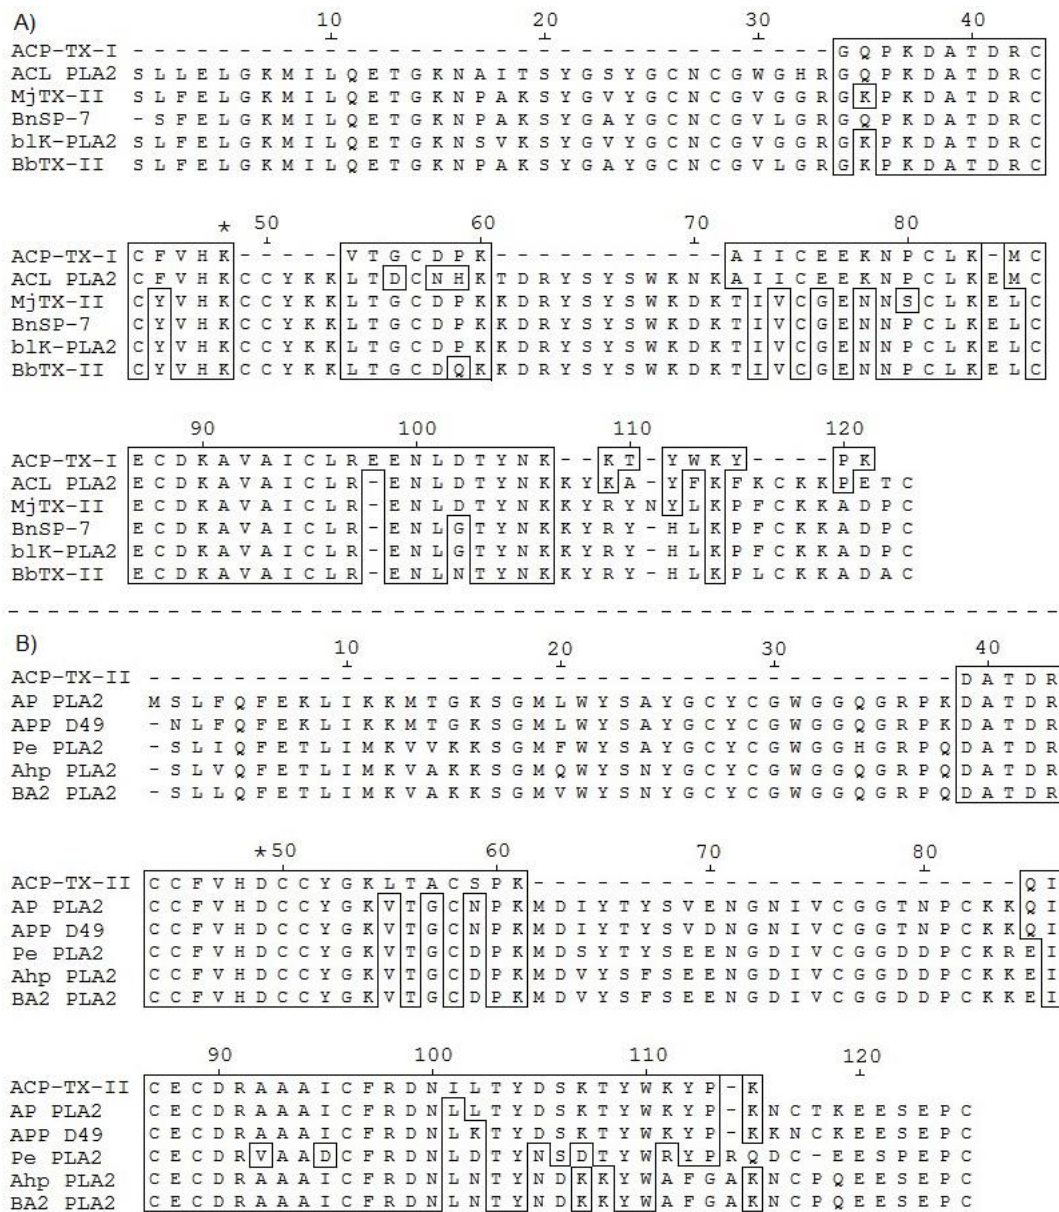 A)
10 20 30 40
ACP-TX-I - - - - - - - - - - - - - - - - - - - - - - - - - - - - - - - - - G Q P K D A T D R C
ACL PLA2 S L L E L G K M I L Q E T G K N A I T S Y G S Y G C N C G W G H R G Q P K D A T D R C
MjTX-II S L F E L G K M I L Q E T G K N P A K S Y G V Y G C N C G V G G R G K P K D A T D R C
BnSP-7 - S F E L G K M I L Q E T G K N P A K S Y G A Y G C N C G V L G R G Q P K D A T D R C
blK-PLA2 S L F E L G K M I L Q E T G K N S V K S Y G V Y G C N C G V L G R G K P K D A T D R C
BbTX-II S L F E L G K M I L Q E T G K N P A K S Y G A Y G C N C G V L G R G K P K D A T D R C
* 50 60 70 80
ACP-TX-I C F V H K - - - - - V T G C D P K - - - - - - - - - - - A I I C E E K N P C L K - M C
ACL PLA2 C F V H K C C Y K K L T D C N H K T D R Y S Y S W K N K A I I C E E K N P C L K E M C
MjTX-II C Y V H K C C Y K K L T G C D P K K D R Y S Y S W K D K T I V C G E N N S C L K E L C
BnSP-7 C Y V H K C C Y K K L T G C D P K K D R Y S Y S W K D K T I V C G E N N P C L K E L C
blK-PLA2 C Y V H K C C Y K K L T G C D P K K D R Y S Y S W K D K T I V C G E N N P C L K E L C
BbTX-II C Y V H K C C Y K K L T G C D Q K K D R Y S Y S W K D K T I V C G E N N P C L K E L C
90 100 110 120
ACP-TX-I E C D K A V A I C L R E E N L D T Y N K - - K T - Y W K Y - - - - P K
ACL PLA2 E C D K A V A I C L R - E N L D T Y N K K Y K A - Y F K F K C K K P E T C
MjTX-II E C D K A V A I C L R - E N L D T Y N K K Y R Y N Y L K P F C K K A D P C
BnSP-7 E C D K A V A I C L R - E N L G T Y N K K Y R Y - H L K P F C K K A D P C
blK-PLA2 E C D K A V A I C L R - E N L G T Y N K K Y R Y - H L K P F C K K A D P C
BbTX-II E C D K A V A I C L R - E N L N T Y N K K Y R Y - H L K P L C K K A D A C
B)
10 20 30 40
ACP-TX-II - - - - - - - - - - - - - - - - - - - - - - - - - - - - - - - - - - - - - - D A T D R
AP PLA2 M S L F Q F E K L I K K M T G K S G M L W Y S A Y G C Y C G W G G Q G R P K D A T D R
APP D49 - N L F Q F E K L I K K M T G K S G M L W Y S A Y G C Y C G W G G Q G R P K D A T D R
Pe PLA2 - S L I Q F E T L I M K V V K K S G M F W Y S A Y G C Y C G W G G H G R P Q D A T D R
Ahp PLA2 - S L V Q F E T L I M K V A K K S G M Q W Y S N Y G C Y C G W G G Q G R P Q D A T D R
BA2 PLA2 - S L L Q F E T L I M K V A K K S G M V W Y S N Y G C Y C G W G G Q G R P Q D A T D R
* 50 60 70 80
ACP-TX-II C C F V H D C C Y G K L T A C S P K - - - - - - - - - - - - - - - - - - - - - - - Q I
AP PLA2 C C F V H D C C Y G K V T G C N P K M D I Y T Y S V E N G N I V C G G T N P C K K Q I
APP D49 C C F V H D C C Y G K V T G C N P K M D I Y T Y S V D N G N I V C G G T N P C K K Q I
Pe PLA2 C C F V H D C C Y G K V T G C D P K M D S Y T Y S E E N G D I V C G G D D P C K R E I
Ahp PLA2 C C F V H D C C Y G K V T G C D P K M D V Y S F S E E N G D I V C G G D D P C K K E I
BA2 PLA2 C C F V H D C C Y G K V T G C D P K M D V Y S F S E E N G D I V C G G D D P C K K E I
90 100 110 120
ACP-TX-II C E C D R A A A I C F R D N I L T Y D S K T Y W K Y P - K
AP PLA2 C E C D R A A A I C F R D N L L T Y D S K T Y W K Y P - K N C T K E E S E P C
APP D49 C E C D R A A A I C F R D N L K T Y D S K T Y W K Y P - K K N C K E E S E P C
Pe PLA2 C E C D R V A A D C F R D N L D T Y N S D T Y W R Y P R Q D C - E E S P E P C
Ahp PLA2 C E C D R A A A I C F R D N L N T Y N D K K Y W A F G A K N C P Q E E S E P C
BA2 PLA2 C E C D R A A A I C F R D N L N T Y N D K K Y W A F G A K N C P Q E E S E P C